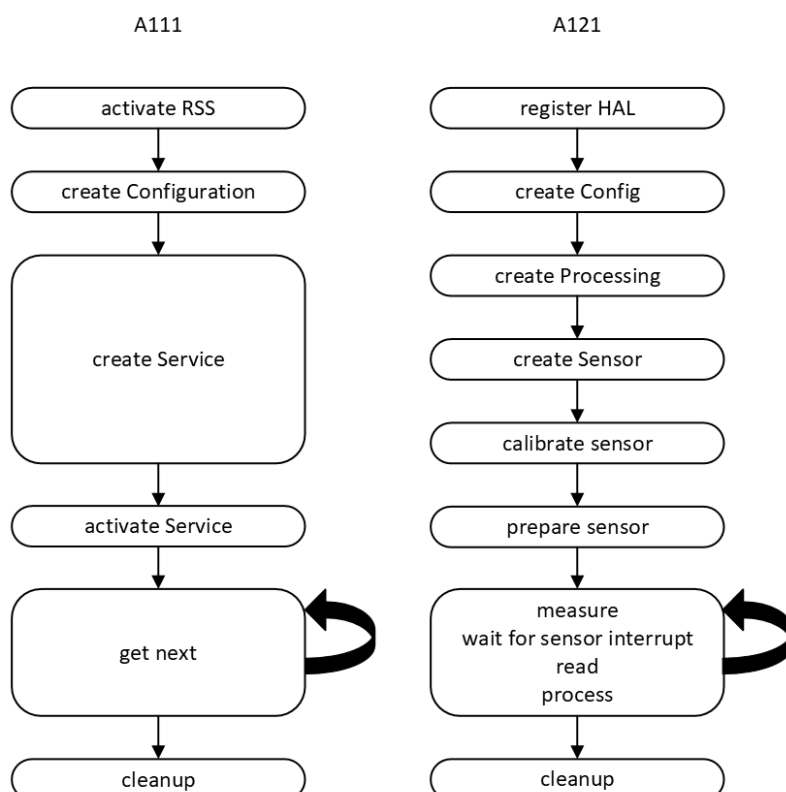 A111
activate RSS
create Configuration
create Service
activate Service
get next
cleanup
A121
register HAL
create Config
create Processing
create Sensor
calibrate sensor
prepare sensor
measure
wait for sensor interrupt
read
process
cleanup